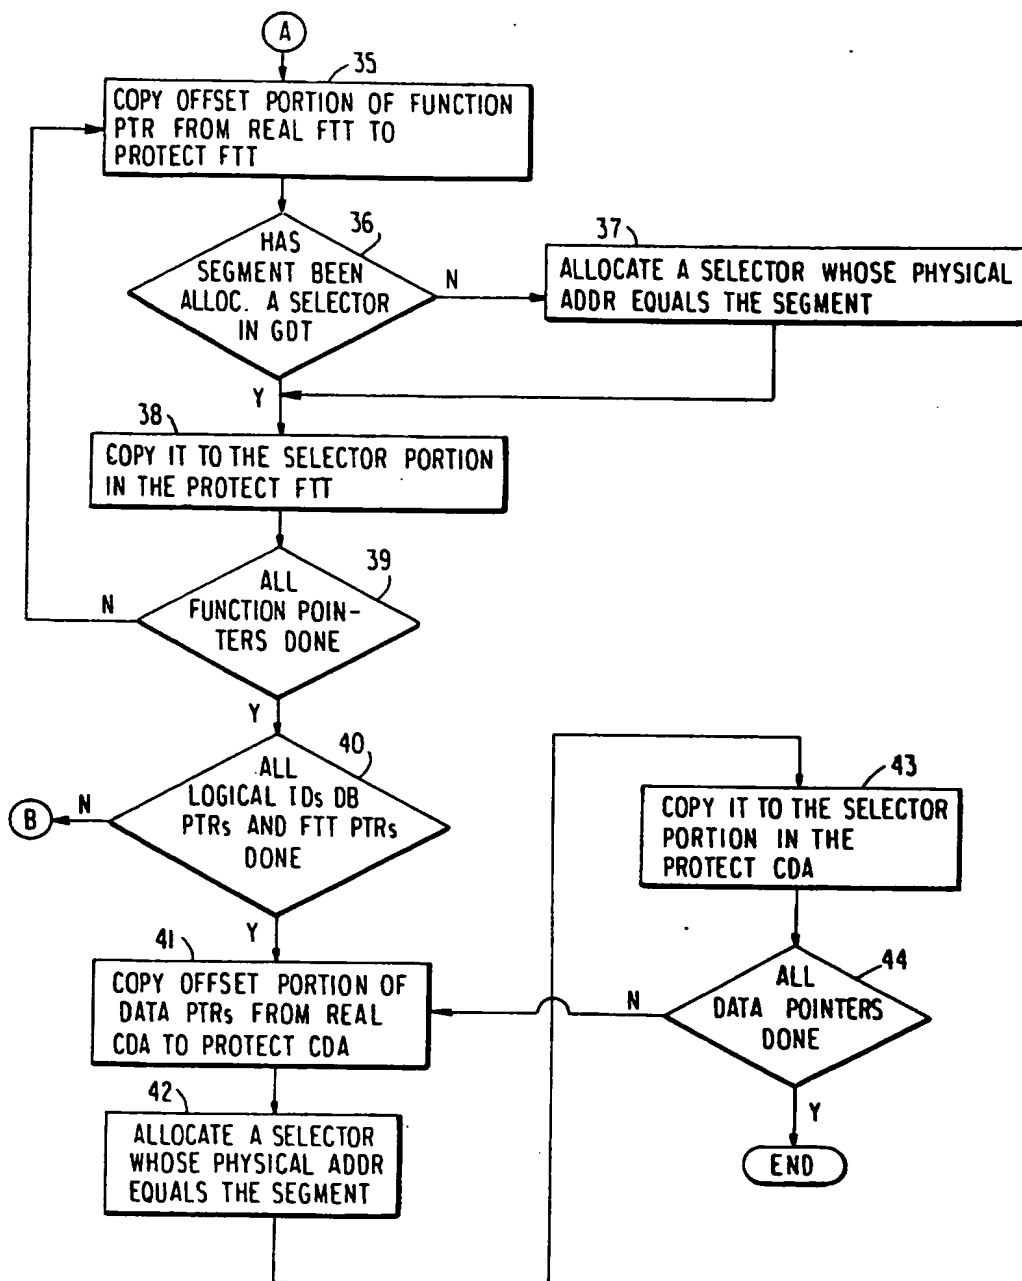 A
35
COPY OFFSET PORTION OF FUNCTION
PTR FROM REAL FTT TO
PROTECT FTT
36
HAS
SEGMENT BEEN
ALLOC. A SELECTOR
IN GDT
N
37
ALLOCATE A SELECTOR WHOSE PHYSICAL
ADDR EQUALS THE SEGMENT
Y
38
COPY IT TO THE SELECTOR PORTION
IN THE PROTECT FTT
39
ALL
FUNCTION POIN-
TERS DONE
N
Y
40
ALL
LOGICAL IDs DB
PTRs AND FTT PTRs
DONE
N
B
Y
41
COPY OFFSET PORTION OF
DATA PTRs FROM REAL
CDA TO PROTECT CDA
42
ALLOCATE A SELECTOR
WHOSE PHYSICAL ADDR
EQUALS THE SEGMENT
43
COPY IT TO THE SELECTOR
PORTION IN THE
PROTECT CDA
44
ALL
DATA POINTERS
DONE
N
Y
END